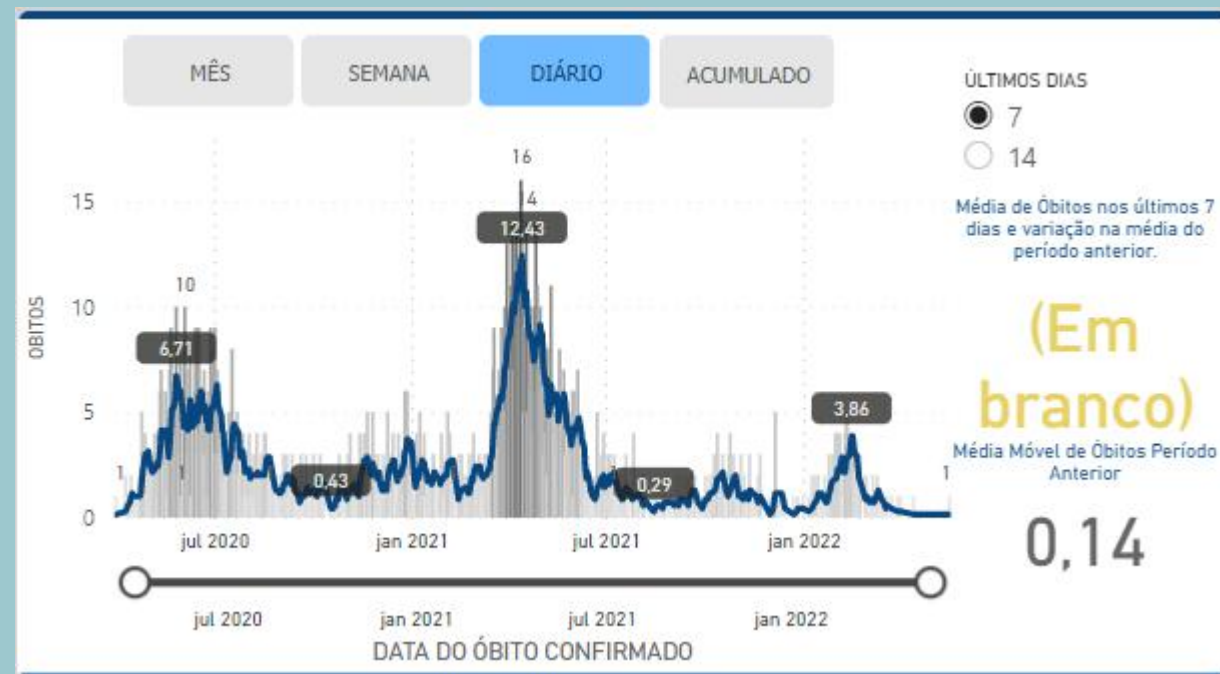 MÊS
SEMANA
DIÁRIO
ACUMULADO
ÚLTIMOS DIAS
7
14
Média de Óbitos nos últimos 7
dias e variação na média do
período anterior.
(Em
branco)
Média Móvel de Óbitos Período
Anterior
0,14
ÓBITOS
15
10
5
0
16
12,43
10
6,71
3,86
0,43
0,29
1
1
1
1
jul 2020
jan 2021
jul 2021
jan 2022
jul 2020
jan 2021
jul 2021
jan 2022
DATA DO ÓBITO CONFIRMADO